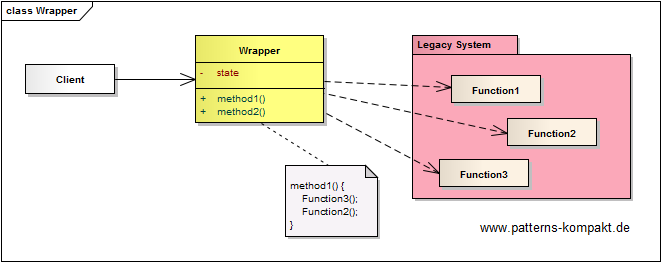 class Wrapper
Client
Wrapper
- state
+ method1()
+ method2()
Legacy System
Function1
Function2
Function3
method1() {
Function3();
Function2();
}
www.patterns-kompakt.de